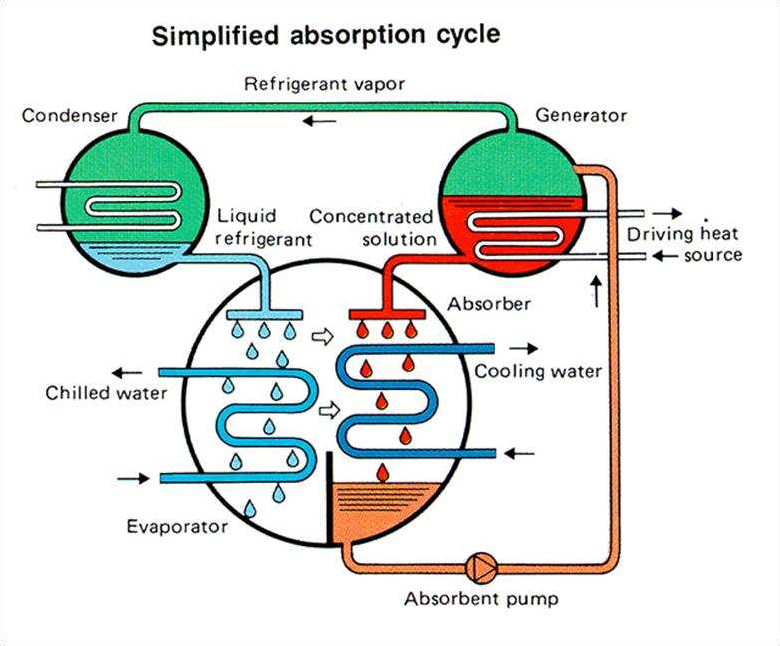 Simplified absorption cycle
Refrigerant vapor
Condenser
Generator
Liquid
refrigerant
Concentrated
solution
Driving heat
source
Absorber
Chilled water
Cooling water
Evaporator
Absorbent pump